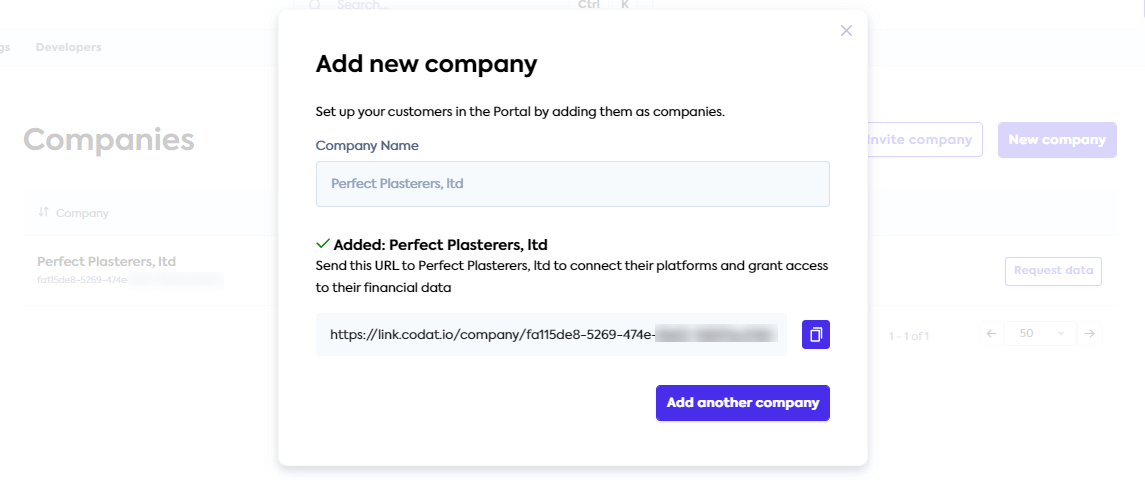 Search...
Ctrl K
gs Developers
Add new company
Set up your customers in the Portal by adding them as companies.
Companies
Invite company
New company
Company Name
Perfect Plasterers, ltd
Company
Added: Perfect Plasterers, ltd
Send this URL to Perfect Plasterers, ltd to connect their platforms and grant access
to their financial data
Perfect Plasterers, ltd
fa115de8-5269-474e-
Request data
https://link.codat.io/company/fa115de8-5269-474e-
1 - 1 of 1
50
Add another company